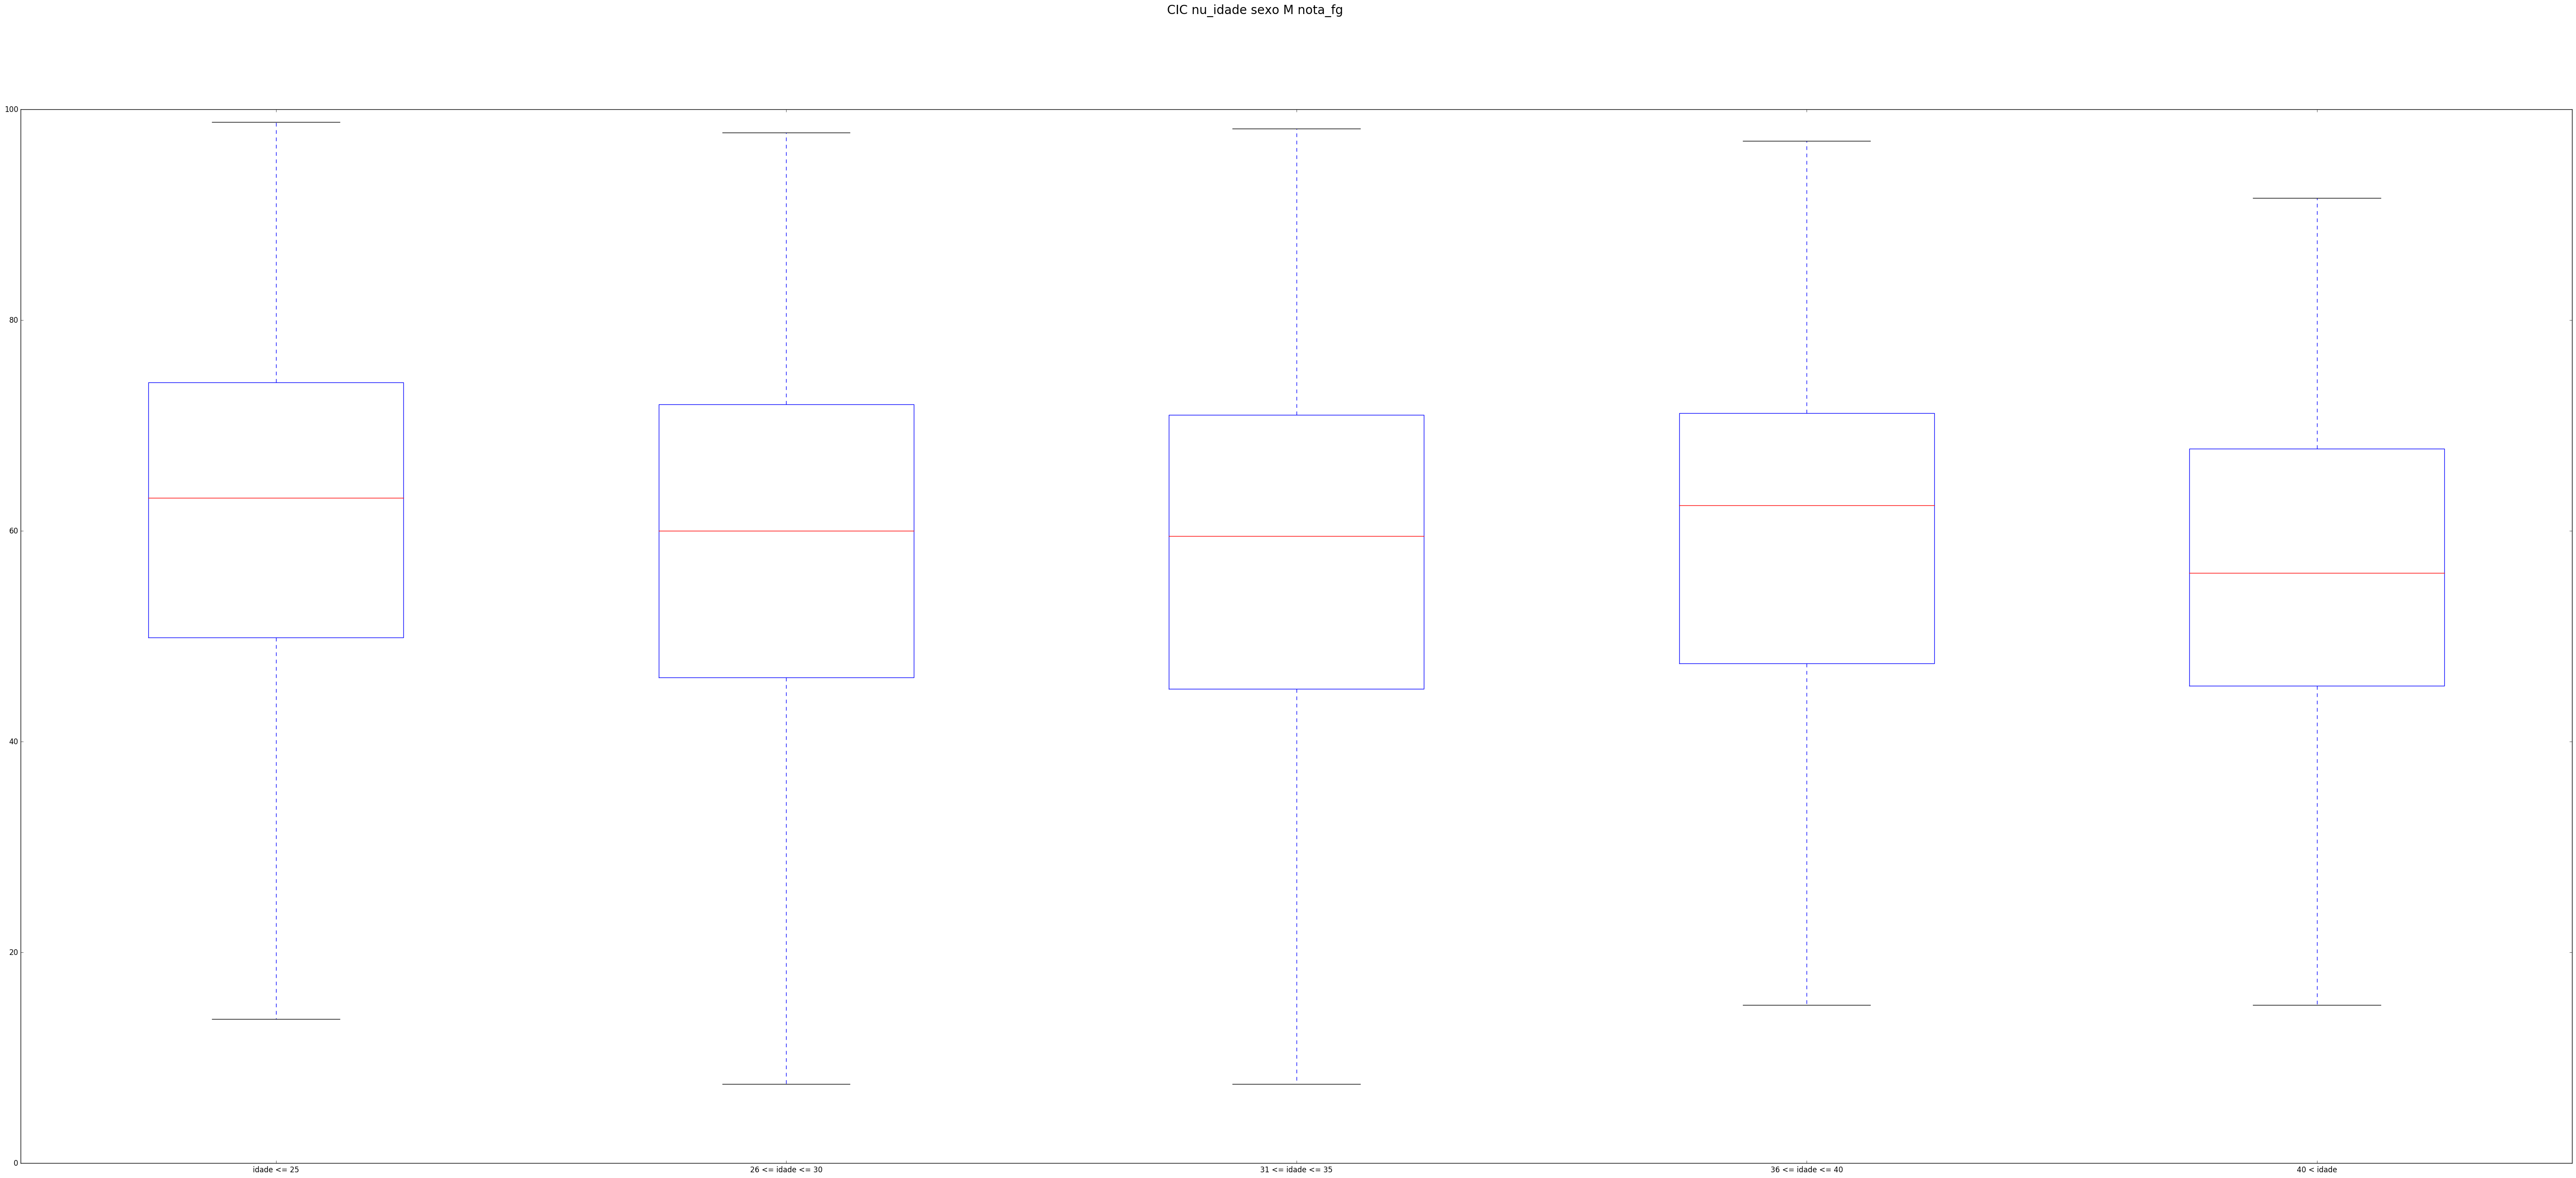 CIC nu_idade sexo M nota_fg
100
80
60
40
20
0
idade <= 25
26 <= idade <= 30
31 <= idade <= 35
36 <= idade <= 40
40 < idade